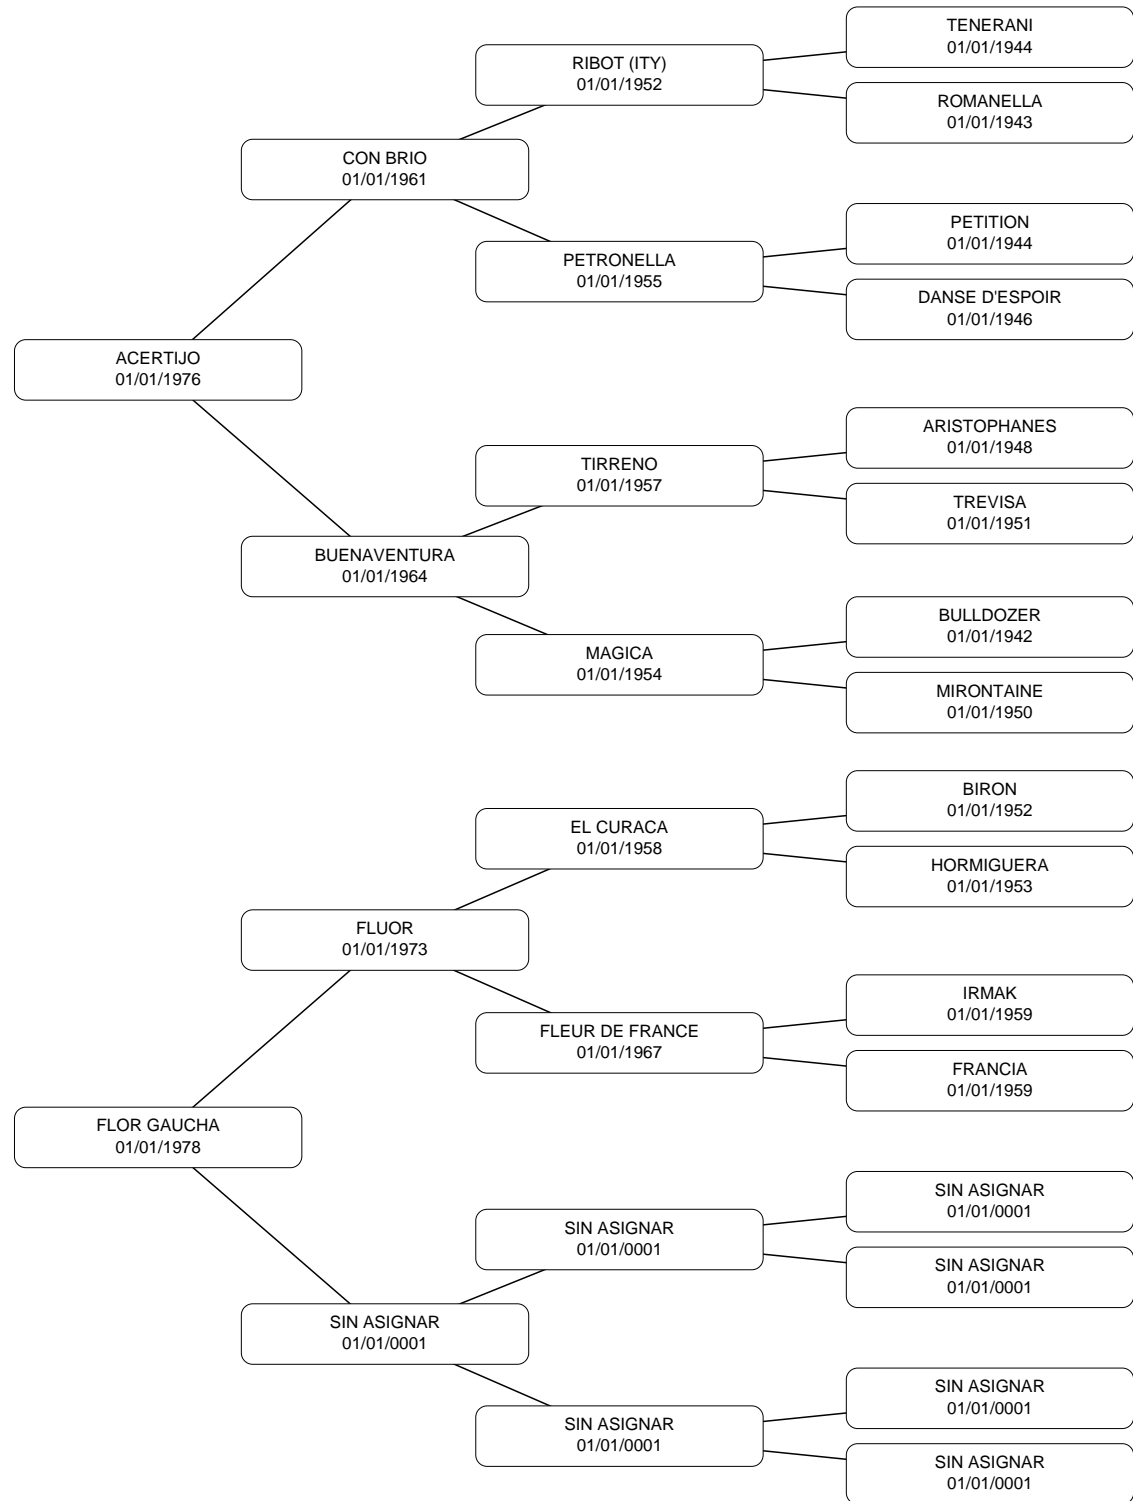 TENERANI
01/01/1944
RIBOT (ITY)
01/01/1952
ROMANELLA
01/01/1943
CON BRIO
01/01/1961
PETITION
01/01/1944
PETRONELLA
01/01/1955
DANSE D'ESPOIR
01/01/1946
ACERTIJO
01/01/1976
ARISTOPHANES
01/01/1948
TIRRENO
01/01/1957
TREVISA
01/01/1951
BUENAVENTURA
01/01/1964
BULLDOZER
01/01/1942
MAGICA
01/01/1954
MIRONTAINE
01/01/1950
BIRON
01/01/1952
EL CURACA
01/01/1958
HORMIGUERA
01/01/1953
FLUOR
01/01/1973
IRMAK
01/01/1959
FLEUR DE FRANCE
01/01/1967
FRANCIA
01/01/1959
FLOR GAUCHA
01/01/1978
SIN ASIGNAR
01/01/0001
SIN ASIGNAR
01/01/0001
SIN ASIGNAR
01/01/0001
SIN ASIGNAR
01/01/0001
SIN ASIGNAR
01/01/0001
SIN ASIGNAR
01/01/0001
SIN ASIGNAR
01/01/0001